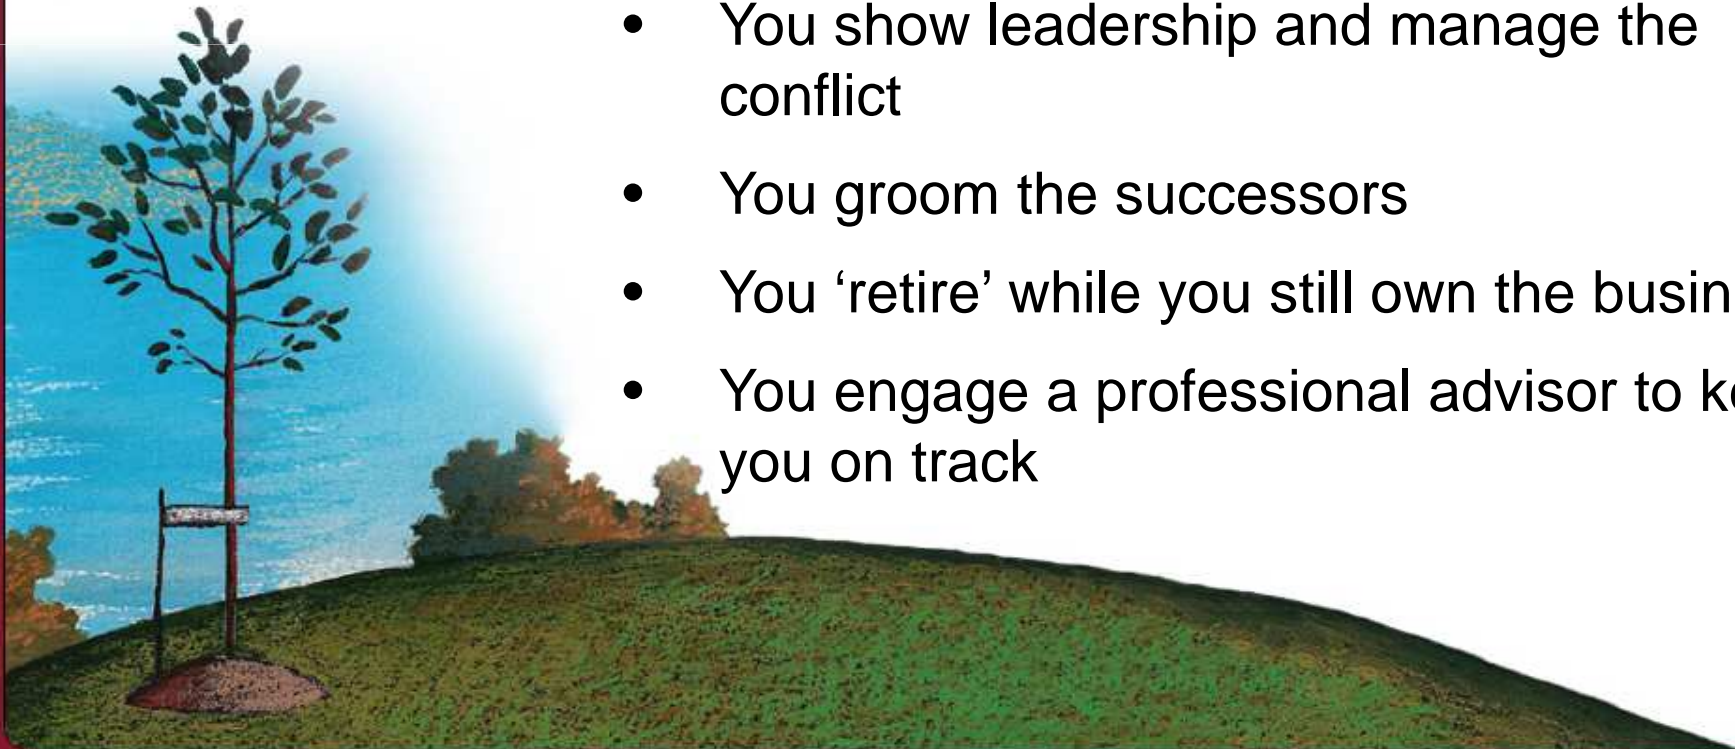 • You show leadership and manage the
conflict
• You groom the successors
• You ‘retire’ while you still own the busin
• You engage a professional advisor to k
you on track